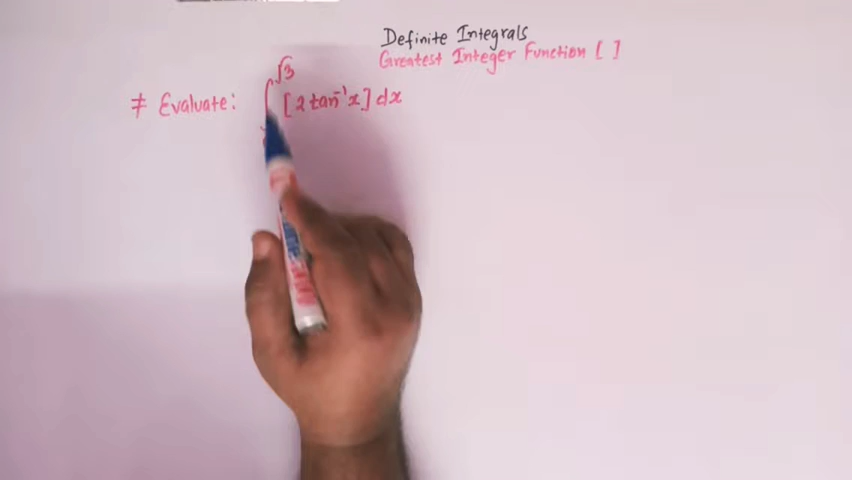 Definite Integrals
Greatest Integer Function [ ]
≠ Evaluate: ∫ √3 [2 tan⁻¹x] dx